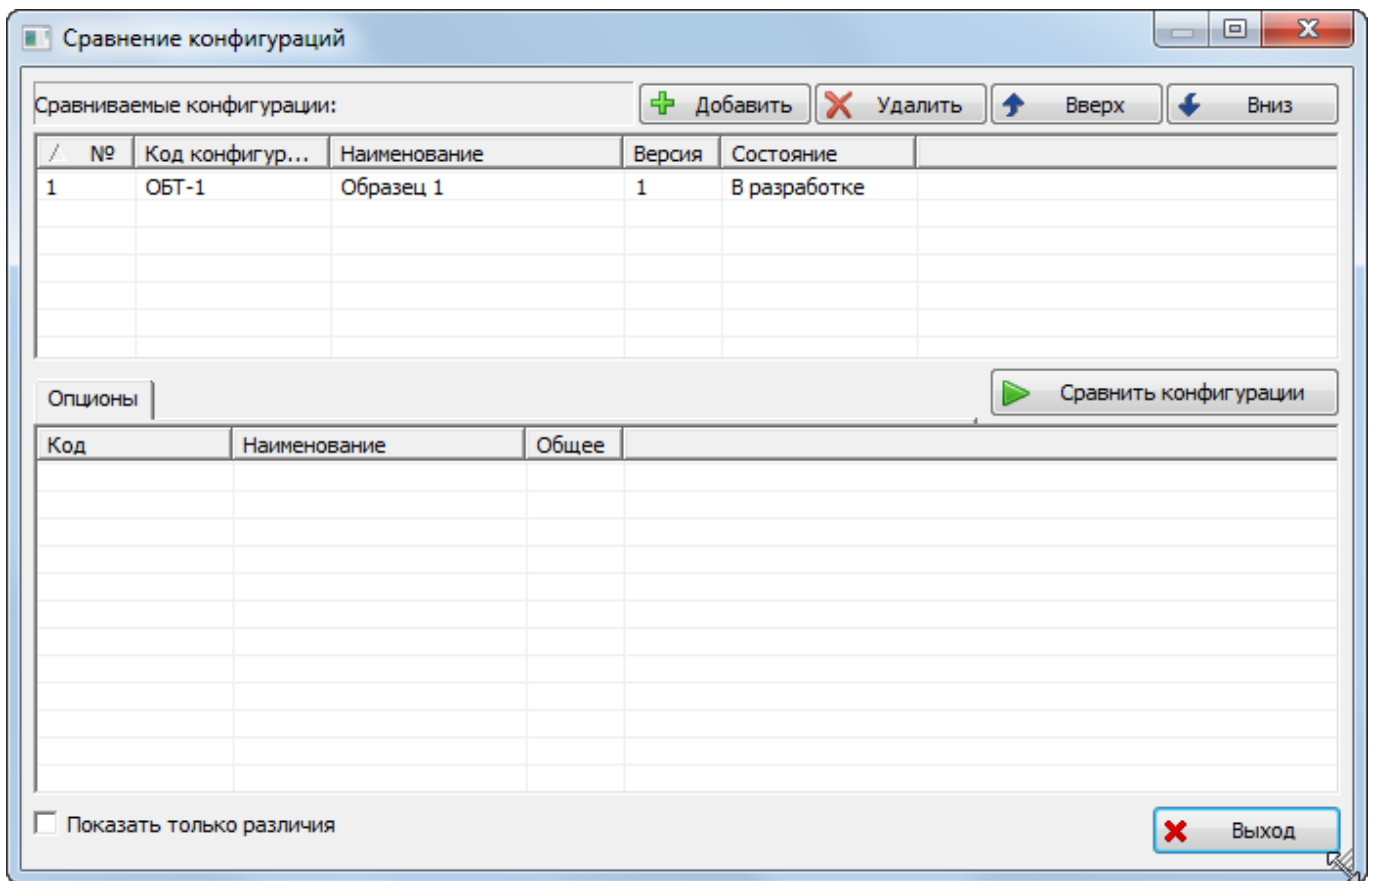 Сравнение конфигураций
Сравниваемые конфигурации: Добавить Удалить Вверх Вниз
№ Код конфигур... Наименование Версия Состояние
1 ОБТ-1 Образец 1 1 В разработке
Опционы Сравнить конфигурации
Код Наименование Общее
Показать только различия Выход